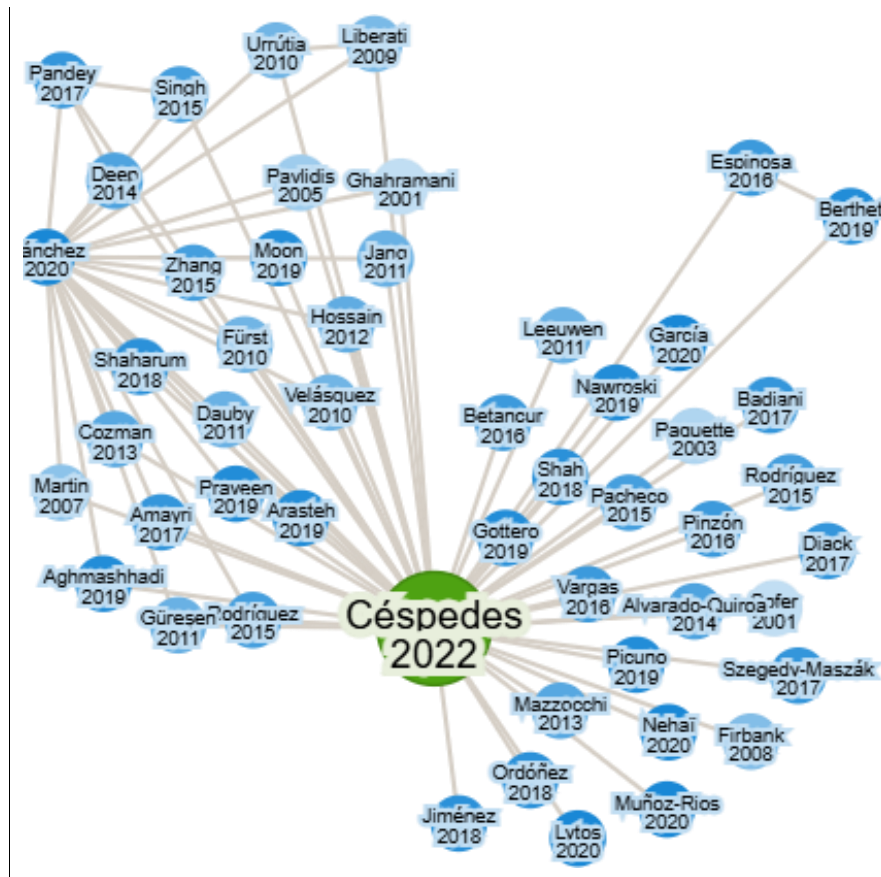 Urrútia
2010
Liberati
2009
Pandey
2017
Singh
2015
Deep
2014
Pavlidis
2005
Ghahramani
2001
Esoinosa
2016
Berthet
2019
ánchez
2020
Zhang
2015
Moon
2019
Jang
2011
Hossain
2012
Fürst
2010
Leeuwen
2011
García
2020
Shaharum
2018
Velásquez
2010
Nawroski
2019
Badiani
2017
Dauby
2011
Betancur
2016
Paquette
2003
Cozman
2013
Shah
2018
Rodríguez
2015
Martin
2007
Praveen
2019
Pacheco
2015
Amayri
2017
Arasteh
2019
Gottero
2019
Pinzón
2016
Diack
2017
Aghmashhadi
2019
Vargas
2016
Alvarado-Quiroa
2014
2001
Güresen
2011
Rodríguez
2015
Céspedes
2022
Picuno
2019
Szegedy-Maszák
2017
Mazzocchi
2013
Nehaï
2020
Firbank
2008
Ordóñez
2018
Muñoz-Rios
2020
Jiménez
2018
Lytos
2020